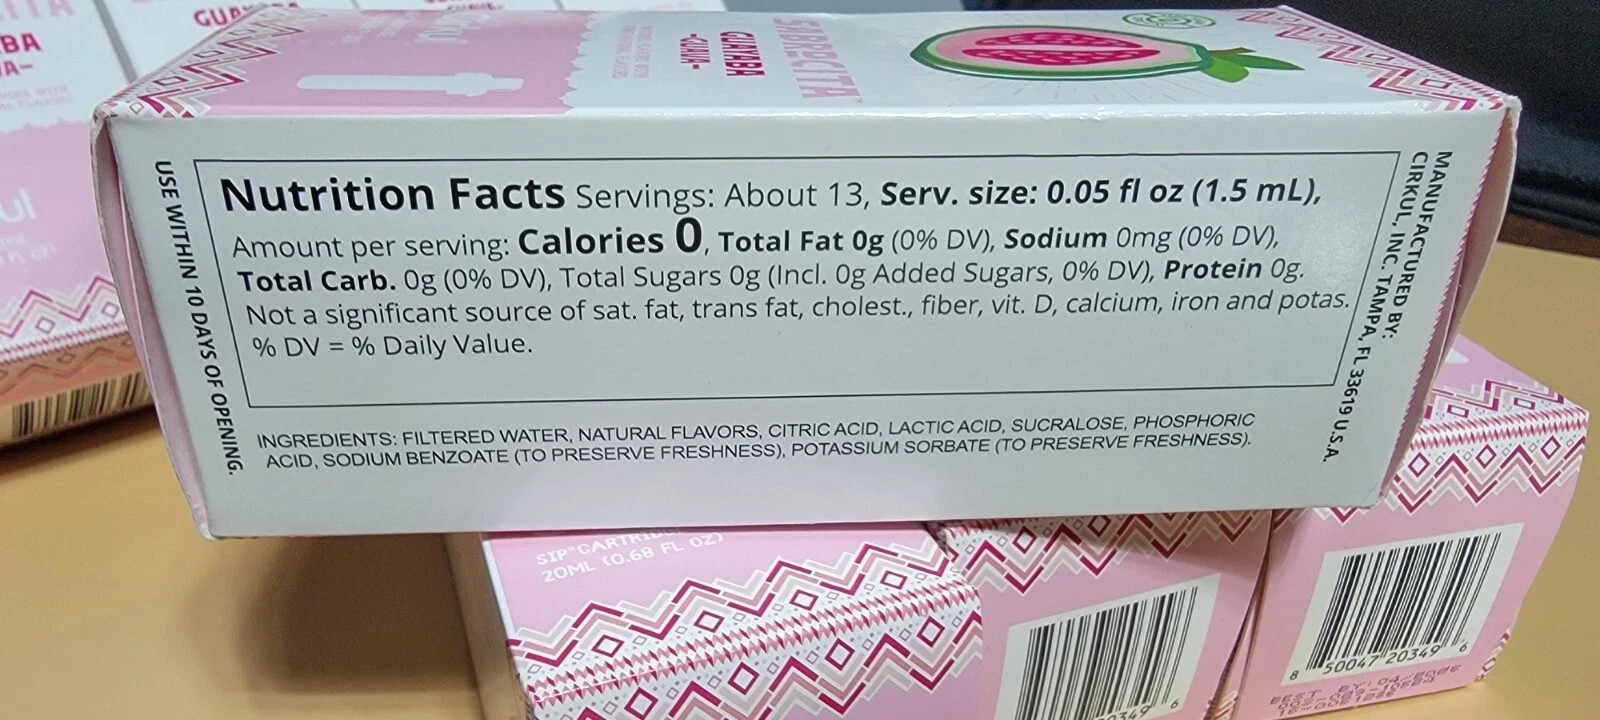 GUAYABA
-GUAVA-
SIPRCITA
USE WITHIN 10 DAYS OF OPENING.
Nutrition Facts Servings: About 13, Serv. size: 0.05 fl oz (1.5 mL),
Amount per serving: Calories 0, Total Fat 0g (0% DV), Sodium 0mg (0% DV),
Total Carb. 0g (0% DV), Total Sugars 0g (Incl. 0g Added Sugars, 0% DV), Protein 0g.
Not a significant source of sat. fat, trans fat, cholest., fiber, vit. D, calcium, iron and potas.
% DV = % Daily Value.
INGREDIENTS: FILTERED WATER, NATURAL FLAVORS, CITRIC ACID, LACTIC ACID, SUCRALOSE, PHOSPHORIC
ACID, SODIUM BENZOATE (TO PRESERVE FRESHNESS), POTASSIUM SORBATE (TO PRESERVE FRESHNESS).
MANUFACTURED BY:
CIRKUL, INC. TAMPA, FL 33619 U.S.A.
20ML (0.68 FL OZ)
20349 6
8 50047 20349 6